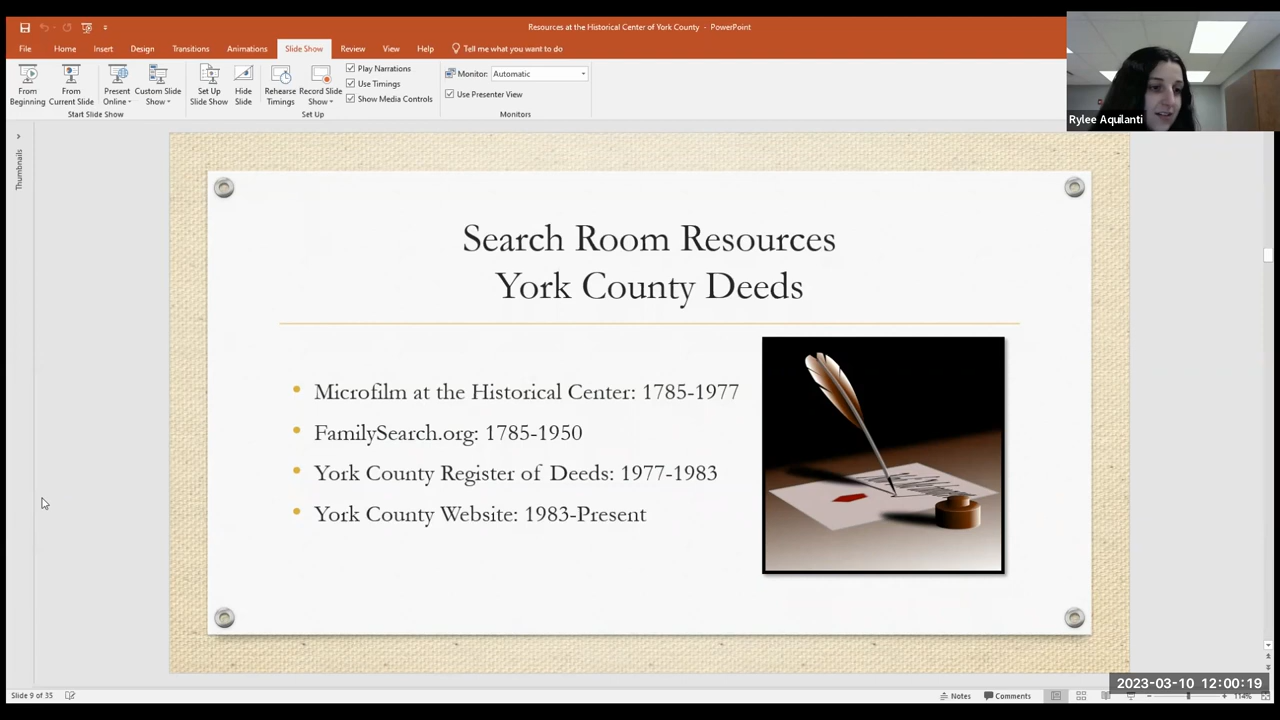 Resources at the Historical Center of York County - PowerPoint
File Home Insert Design Transitions Animations Slide Show Review View Help Tell me what you want to do
From Beginning
From Current Slide
Present Online
Custom Slide Show
Start Slide Show
Set Up Slide Show
Hide Slide
Rehearse Timings
Record Slide Show
Play Narrations
Use Timings
Show Media Controls
Set Up
Monitor: Automatic
Use Presenter View
Monitors
Rylee Aquilanti
Thumbnails
Search Room Resources
York County Deeds
• Microfilm at the Historical Center: 1785-1977
• FamilySearch.org: 1785-1950
• York County Register of Deeds: 1977-1983
• York County Website: 1983-Present
Slide 9 of 35
Notes Comments
114%
2023-03-10 12:00:19